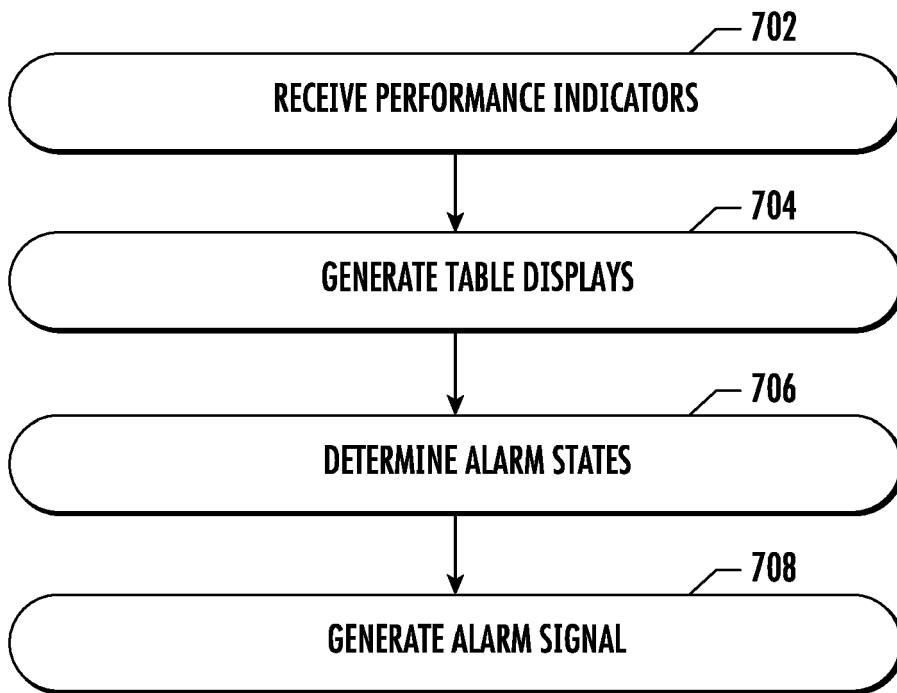 702
RECEIVE PERFORMANCE INDICATORS
704
GENERATE TABLE DISPLAYS
706
DETERMINE ALARM STATES
708
GENERATE ALARM SIGNAL